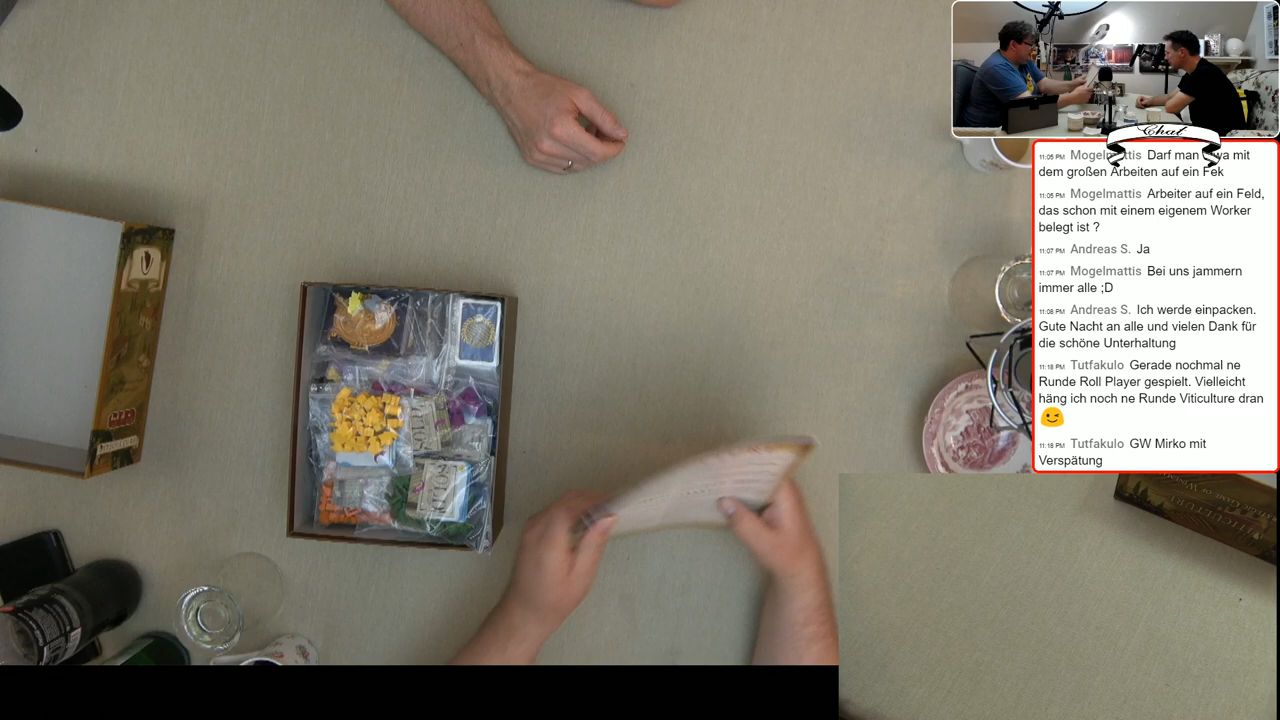 Chat
11:05 PM Mogelmattis Darf man mit
dem großen Arbeiten auf ein Fek
11:05 PM Mogelmattis Arbeiter auf ein Feld,
das schon mit einem eigenem Worker
belegt ist ?
11:07 PM Andreas S. Ja
11:07 PM Mogelmattis Bei uns jammern
immer alle ;D
11:08 PM Andreas S. Ich werde einpacken.
Gute Nacht an alle und vielen Dank für
die schöne Unterhaltung
11:18 PM Tutfakulo Gerade nochmal ne
Runde Roll Player gespielt. Vielleicht
häng ich noch ne Runde Viticulture dran
😉
11:18 PM Tutfakulo GW Mirko mit
Verspätung